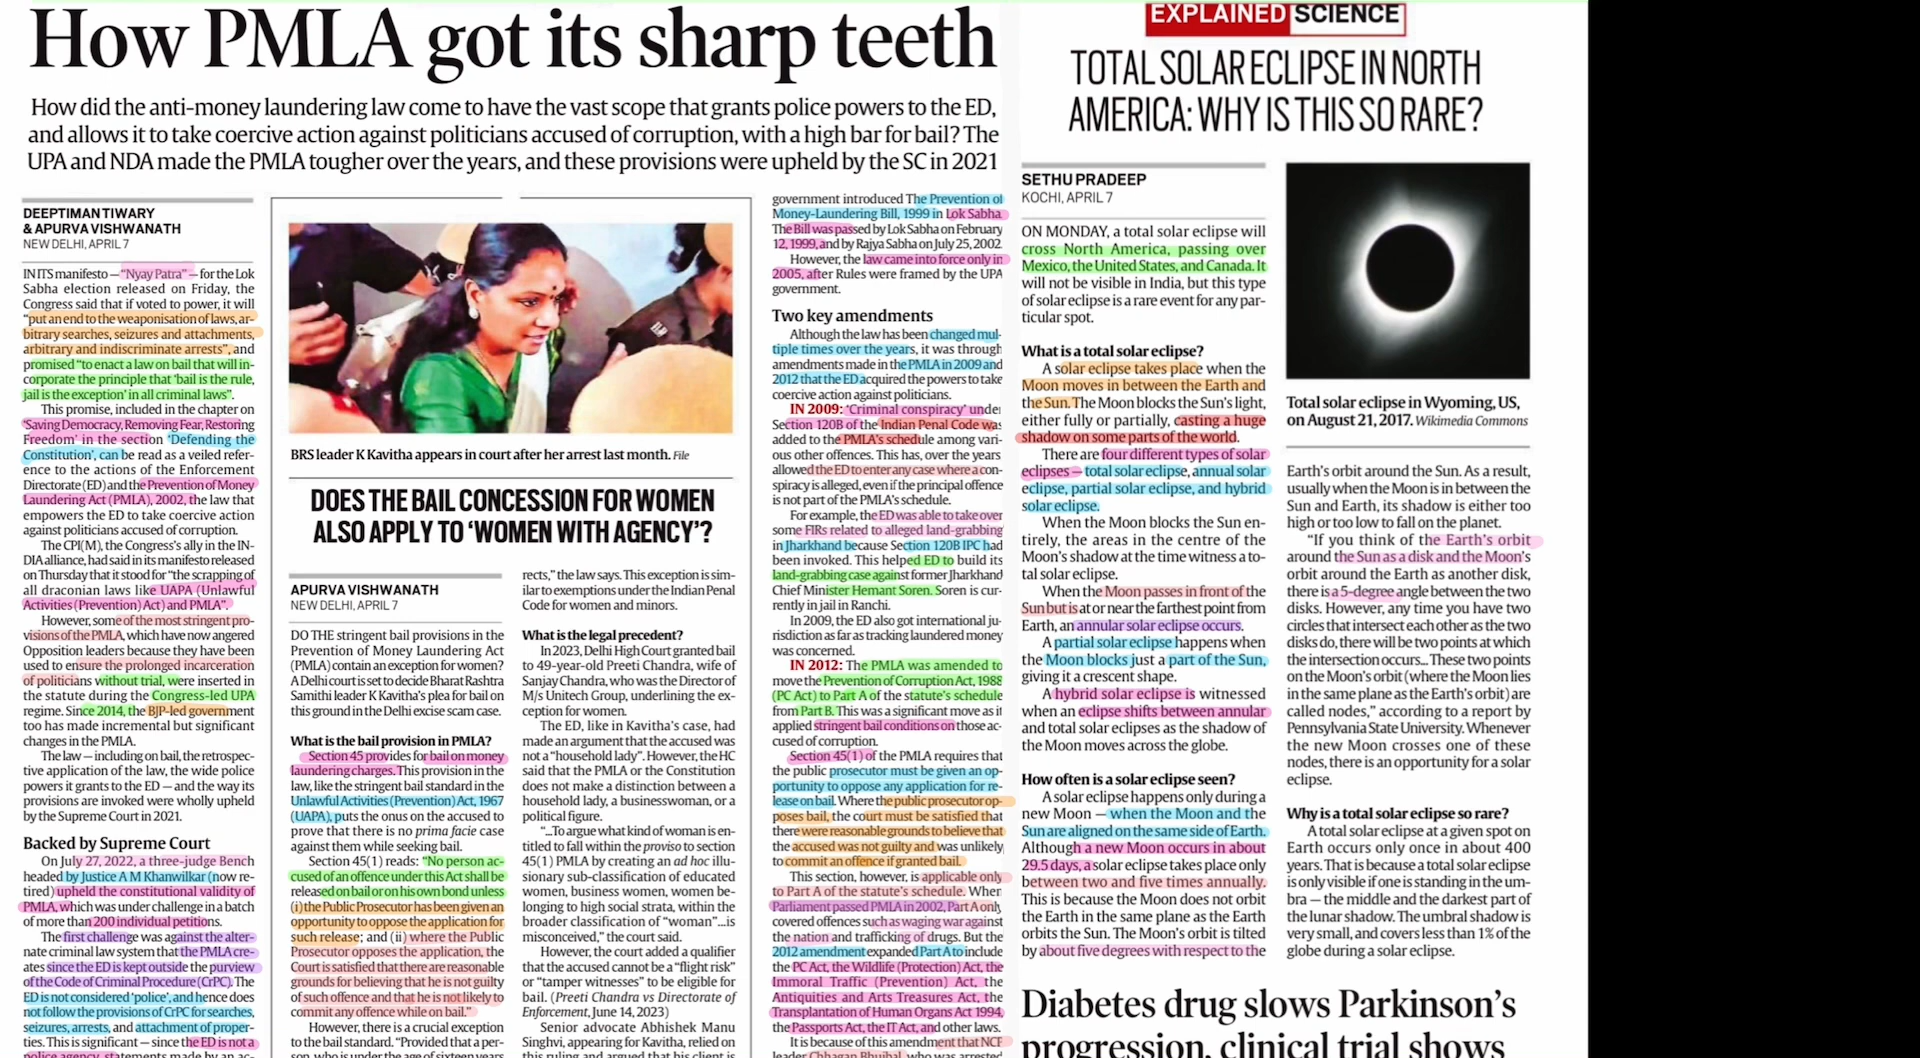 How PMLA got its sharp teeth
How did the anti-money laundering law come to have the vast scope that grants police powers to the ED,
and allows it to take coercive action against politicians accused of corruption, with a high bar for bail? The
UPA and NDA made the PMLA tougher over the years, and these provisions were upheld by the SC in 2021
DEEPTIMAN TIWARY
& APURVA VISHWANATH
NEW DELHI, APRIL 7
IN ITS manifesto — “Nyay Patra” — for the Lok
Sabha election released on Friday, the
Congress said that if voted to power, it will
“put an end to the weaponisation of laws, ar-
bitrary searches, seizures and attachments,
arbitrary and indiscriminate arrests”, and
promised “to enact a law on bail that will in-
corporate the principle that ‘bail is the rule,
jail is the exception’ in all criminal laws”.
This promise, included in the chapter on
‘Saving Democracy, Removing Fear, Restoring
Freedom’ in the section ‘Defending the
Constitution’, can be read as a veiled refer-
ence to the actions of the Enforcement
Directorate (ED) and the Prevention of Money
Laundering Act (PMLA), 2002, the law that
empowers the ED to take coercive action
against politicians accused of corruption.
The CPI(M), the Congress’s ally in the IN-
DIA alliance, had said in its manifesto released
on Thursday that it stood for “the scrapping of
all draconian laws like UAPA (Unlawful
Activities (Prevention) Act) and PMLA”.
However, some of the most stringent pro-
visions of the PMLA, which have now angered
Opposition leaders because they have been
used to ensure the prolonged incarceration
of politicians without trial, were inserted in
the statute during the Congress-led UPA
regime. Since 2014, the BJP-led government
too has made incremental but significant
changes in the PMLA.
The law — including on bail, the retrospec-
tive application of the law, the wide police
powers it grants to the ED — and the way its
provisions are invoked were wholly upheld
by the Supreme Court in 2021.
Backed by Supreme Court
On July 27, 2022, a three-judge Bench
headed by Justice A M Khanwilkar (now re-
tired) upheld the constitutional validity of
PMLA, which was under challenge in a batch
of more than 200 individual petitions.
The first challenge was against the alter-
nate criminal law system that the PMLA cre-
ates since the ED is kept outside the purview
of the Code of Criminal Procedure (CrPC). The
ED is not considered ‘police’, and hence does
not follow the provisions of CrPC for searches,
seizures, arrests, and attachment of proper-
ties. This is significant — since the ED is not a
police agency, statements made by an ac-
BRS leader K Kavitha appears in court after her arrest last month. File
DOES THE BAIL CONCESSION FOR WOMEN
ALSO APPLY TO ‘WOMEN WITH AGENCY’?
APURVA VISHWANATH
NEW DELHI, APRIL 7
DO THE stringent bail provisions in the
Prevention of Money Laundering Act
(PMLA) contain an exception for women?
A Delhi court is set to decide Bharat Rashtra
Samithi leader K Kavitha’s plea for bail on
this ground in the Delhi excise scam case.
What is the bail provision in PMLA?
Section 45 provides for bail on money
laundering charges. This provision in the
law, like the stringent bail standard in the
Unlawful Activities (Prevention) Act, 1967
(UAPA), puts the onus on the accused to
prove that there is no prima facie case
against them while seeking bail.
Section 45(1) reads: “No person ac-
cused of an offence under this Act shall be
released on bail or on his own bond unless
(i) the Public Prosecutor has been given an
opportunity to oppose the application for
such release; and (ii) where the Public
Prosecutor opposes the application, the
Court is satisfied that there are reasonable
grounds for believing that he is not guilty
of such offence and that he is not likely to
commit any offence while on bail.”
However, there is a crucial exception
to the bail standard. “Provided that a per-
son, who is under the age of sixteen years
rects,” the law says. This exception is sim-
ilar to exemptions under the Indian Penal
Code for women and minors.
What is the legal precedent?
In 2023, Delhi High Court granted bail
to 49-year-old Preeti Chandra, wife of
Sanjay Chandra, who was the Director of
M/s Unitech Group, underlining the ex-
ception for women.
The ED, like in Kavitha’s case, had
made an argument that the accused was
not a “household lady”. However, the HC
said that the PMLA or the Constitution
does not make a distinction between a
household lady, a businesswoman, or a
political figure.
“...To argue what kind of woman is en-
titled to fall within the proviso to section
45(1) PMLA by creating an ad hoc illu-
sionary sub-classification of educated
women, business women, women be-
longing to high social strata, within the
broader classification of “woman”...is
misconceived,” the court said.
However, the court added a qualifier
that the accused cannot be a “flight risk”
or “tamper witnesses” to be eligible for
bail. (Preeti Chandra vs Directorate of
Enforcement, June 14, 2023)
Senior advocate Abhishek Manu
Singhvi, appearing for Kavitha, relied on
this ruling and argued that his client is
government introduced The Prevention of
Money-Laundering Bill, 1999 in Lok Sabha.
The Bill was passed by Lok Sabha on February
12, 1999, and by Rajya Sabha on July 25, 2002.
However, the law came into force only in
2005, after Rules were framed by the UPA
government.
Two key amendments
Although the law has been changed mul-
tiple times over the years, it was through
amendments made in the PMLA in 2009 and
2012 that the ED acquired the powers to take
coercive action against politicians.
IN 2009: ‘Criminal conspiracy’ under
Section 120B of the Indian Penal Code was
added to the PMLA’s schedule among vari-
ous other offences. This has, over the years
allowed the ED to enter any case where a con-
spiracy is alleged, even if the principal offence
is not part of the PMLA’s schedule.
For example, the ED was able to take over
some FIRs related to alleged land-grabbing
in Jharkhand because Section 120B IPC had
been invoked. This helped ED to build its
land-grabbing case against former Jharkhand
Chief Minister Hemant Soren. Soren is cur-
rently in jail in Ranchi.
In 2009, the ED also got international ju-
risdiction as far as tracking laundered money
was concerned.
IN 2012: The PMLA was amended to
move the Prevention of Corruption Act, 1988
(PC Act) to Part A of the statute’s schedule
from Part B. This was a significant move as it
applied stringent bail conditions on those ac-
cused of corruption.
Section 45(1) of the PMLA requires that
the public prosecutor must be given an op-
portunity to oppose any application for re-
lease on bail. Where the public prosecutor op-
poses bail, the court must be satisfied that
there were reasonable grounds to believe that
the accused was not guilty and was unlikely
to commit an offence if granted bail.
This section, however, is applicable only
to Part A of the statute’s schedule. When
Parliament passed PMLA in 2002, Part A only
covered offences such as waging war against
the nation and trafficking of drugs. But the
2012 amendment expanded Part A to include
the PC Act, the Wildlife (Protection) Act, the
Immoral Traffic (Prevention) Act, the
Antiquities and Arts Treasures Act, the
Transplantation of Human Organs Act 1994,
the Passports Act, the IT Act, and other laws.
It is because of this amendment that NCP
leader Chhagan Bhujbal, who was arrested
EXPLAINED SCIENCE
TOTAL SOLAR ECLIPSE IN NORTH
AMERICA: WHY IS THIS SO RARE?
SETHU PRADEEP
KOCHI, APRIL 7
ON MONDAY, a total solar eclipse will
cross North America, passing over
Mexico, the United States, and Canada. It
will not be visible in India, but this type
of solar eclipse is a rare event for any par-
ticular spot.
What is a total solar eclipse?
A solar eclipse takes place when the
Moon moves in between the Earth and
the Sun. The Moon blocks the Sun’s light,
either fully or partially, casting a huge
shadow on some parts of the world.
There are four different types of solar
eclipses — total solar eclipse, annual solar
eclipse, partial solar eclipse, and hybrid
solar eclipse.
When the Moon blocks the Sun en-
tirely, the areas in the centre of the
Moon’s shadow at the time witness a to-
tal solar eclipse.
When the Moon passes in front of the
Sun but is at or near the farthest point from
Earth, an annular solar eclipse occurs.
A partial solar eclipse happens when
the Moon blocks just a part of the Sun,
giving it a crescent shape.
A hybrid solar eclipse is witnessed
when an eclipse shifts between annular
and total solar eclipses as the shadow of
the Moon moves across the globe.
How often is a solar eclipse seen?
A solar eclipse happens only during a
new Moon — when the Moon and the
Sun are aligned on the same side of Earth.
Although a new Moon occurs in about
29.5 days, a solar eclipse takes place only
between two and five times annually.
This is because the Moon does not orbit
the Earth in the same plane as the Earth
orbits the Sun. The Moon’s orbit is tilted
by about five degrees with respect to the
Total solar eclipse in Wyoming, US,
on August 21, 2017. Wikimedia Commons
Earth’s orbit around the Sun. As a result,
usually when the Moon is in between the
Sun and Earth, its shadow is either too
high or too low to fall on the planet.
“If you think of the Earth’s orbit
around the Sun as a disk and the Moon’s
orbit around the Earth as another disk,
there is a 5-degree angle between the two
disks. However, any time you have two
circles that intersect each other as the two
disks do, there will be two points at which
the intersection occurs... These two points
on the Moon’s orbit (where the Moon lies
in the same plane as the Earth’s orbit) are
called nodes,” according to a report by
Pennsylvania State University. Whenever
the new Moon crosses one of these
nodes, there is an opportunity for a solar
eclipse.
Why is a total solar eclipse so rare?
A total solar eclipse at a given spot on
Earth occurs only once in about 400
years. That is because a total solar eclipse
is only visible if one is standing in the um-
bra — the middle and the darkest part of
the lunar shadow. The umbral shadow is
very small, and covers less than 1% of the
globe during a solar eclipse.
Diabetes drug slows Parkinson’s
progression, clinical trial shows